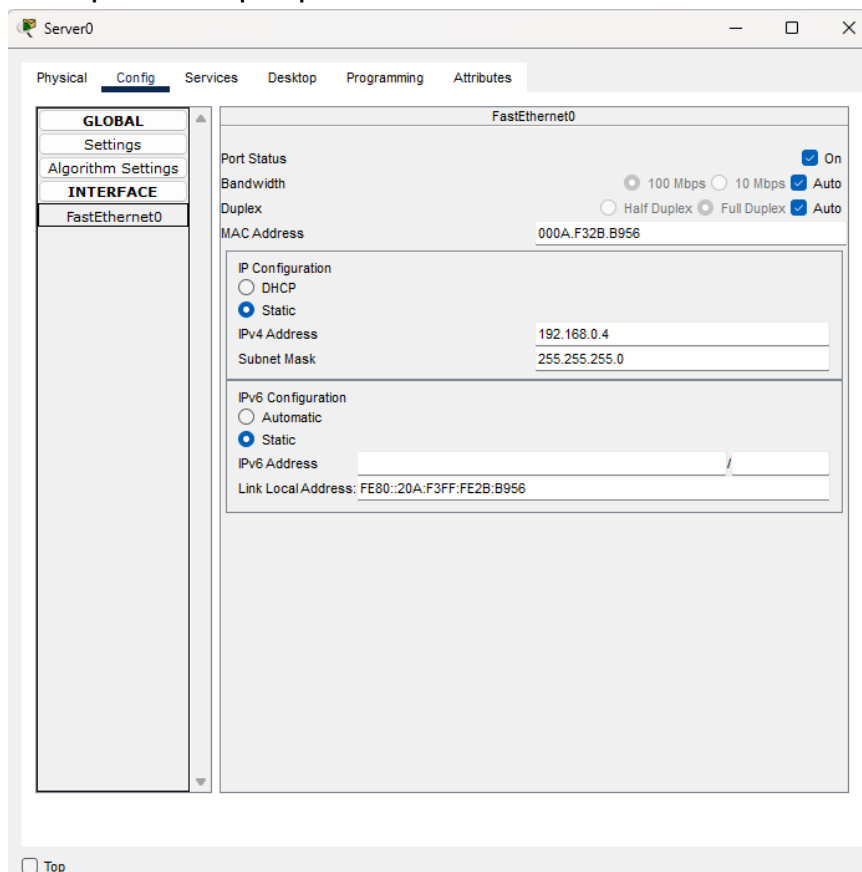 Server0
Physical Config Services Desktop Programming Attributes
GLOBAL
Settings
Algorithm Settings
INTERFACE
FastEthernet0
FastEthernet0
Port Status On
Bandwidth 100 Mbps 10 Mbps Auto
Duplex Half Duplex Full Duplex Auto
MAC Address 000A.F32B.B956
IP Configuration
DHCP
Static
IPv4 Address 192.168.0.4
Subnet Mask 255.255.255.0
IPv6 Configuration
Automatic
Static
IPv6 Address /
Link Local Address: FE80::20A:F3FF:FE2B:B956
Top